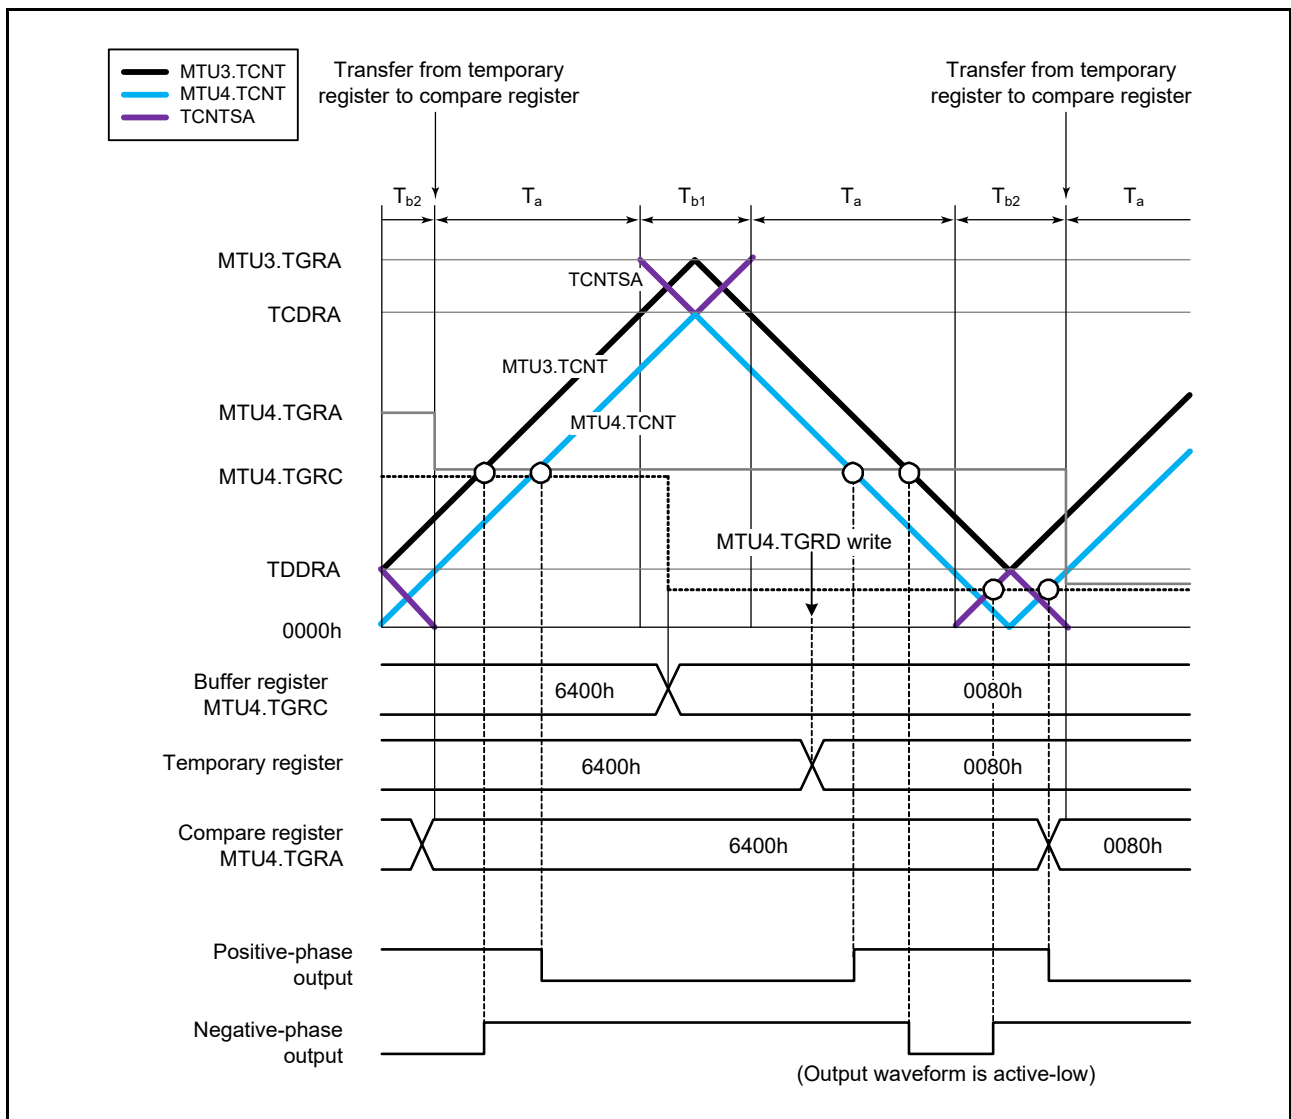 MTU3.TCNT
MTU4.TCNT
TCNTSA
Transfer from temporary
register to compare register
Transfer from temporary
register to compare register
Tb2
Ta
Tb1
Ta
Tb2
Ta
MTU3.TGRA
TCNTSA
TCDRA
MTU3.TCNT
MTU4.TGRA
MTU4.TCNT
MTU4.TGRC
MTU4.TGRD write
TDDRA
0000h
Buffer register
MTU4.TGRC
6400h
0080h
Temporary register
6400h
0080h
Compare register
MTU4.TGRA
6400h
0080h
Positive-phase
output
Negative-phase
output
(Output waveform is active-low)